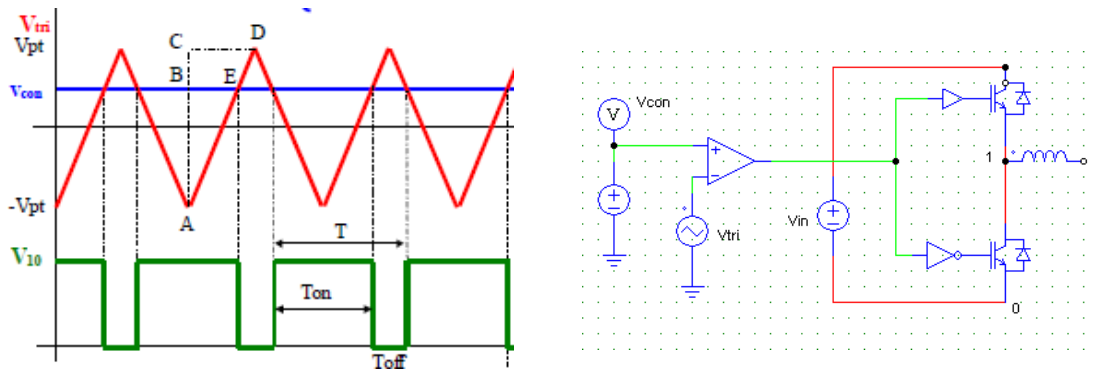 Vtri
Vpt
C
D
B
E
Vcon
-Vpt
A
V10
T
Ton
Toff
V
Vcon
+
-
+
-
Vtri
Vin
+
-
1
0